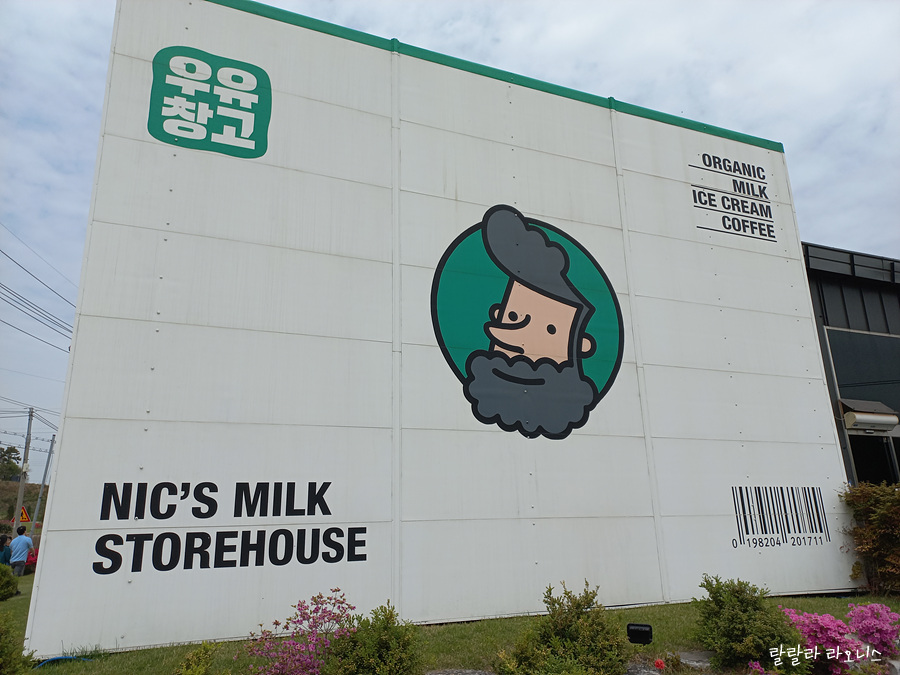 우유
창고
ORGANIC
MILK
ICE CREAM
COFFEE
NIC'S MILK
STOREHOUSE
0 198204 201711
랄랄라 라오니스